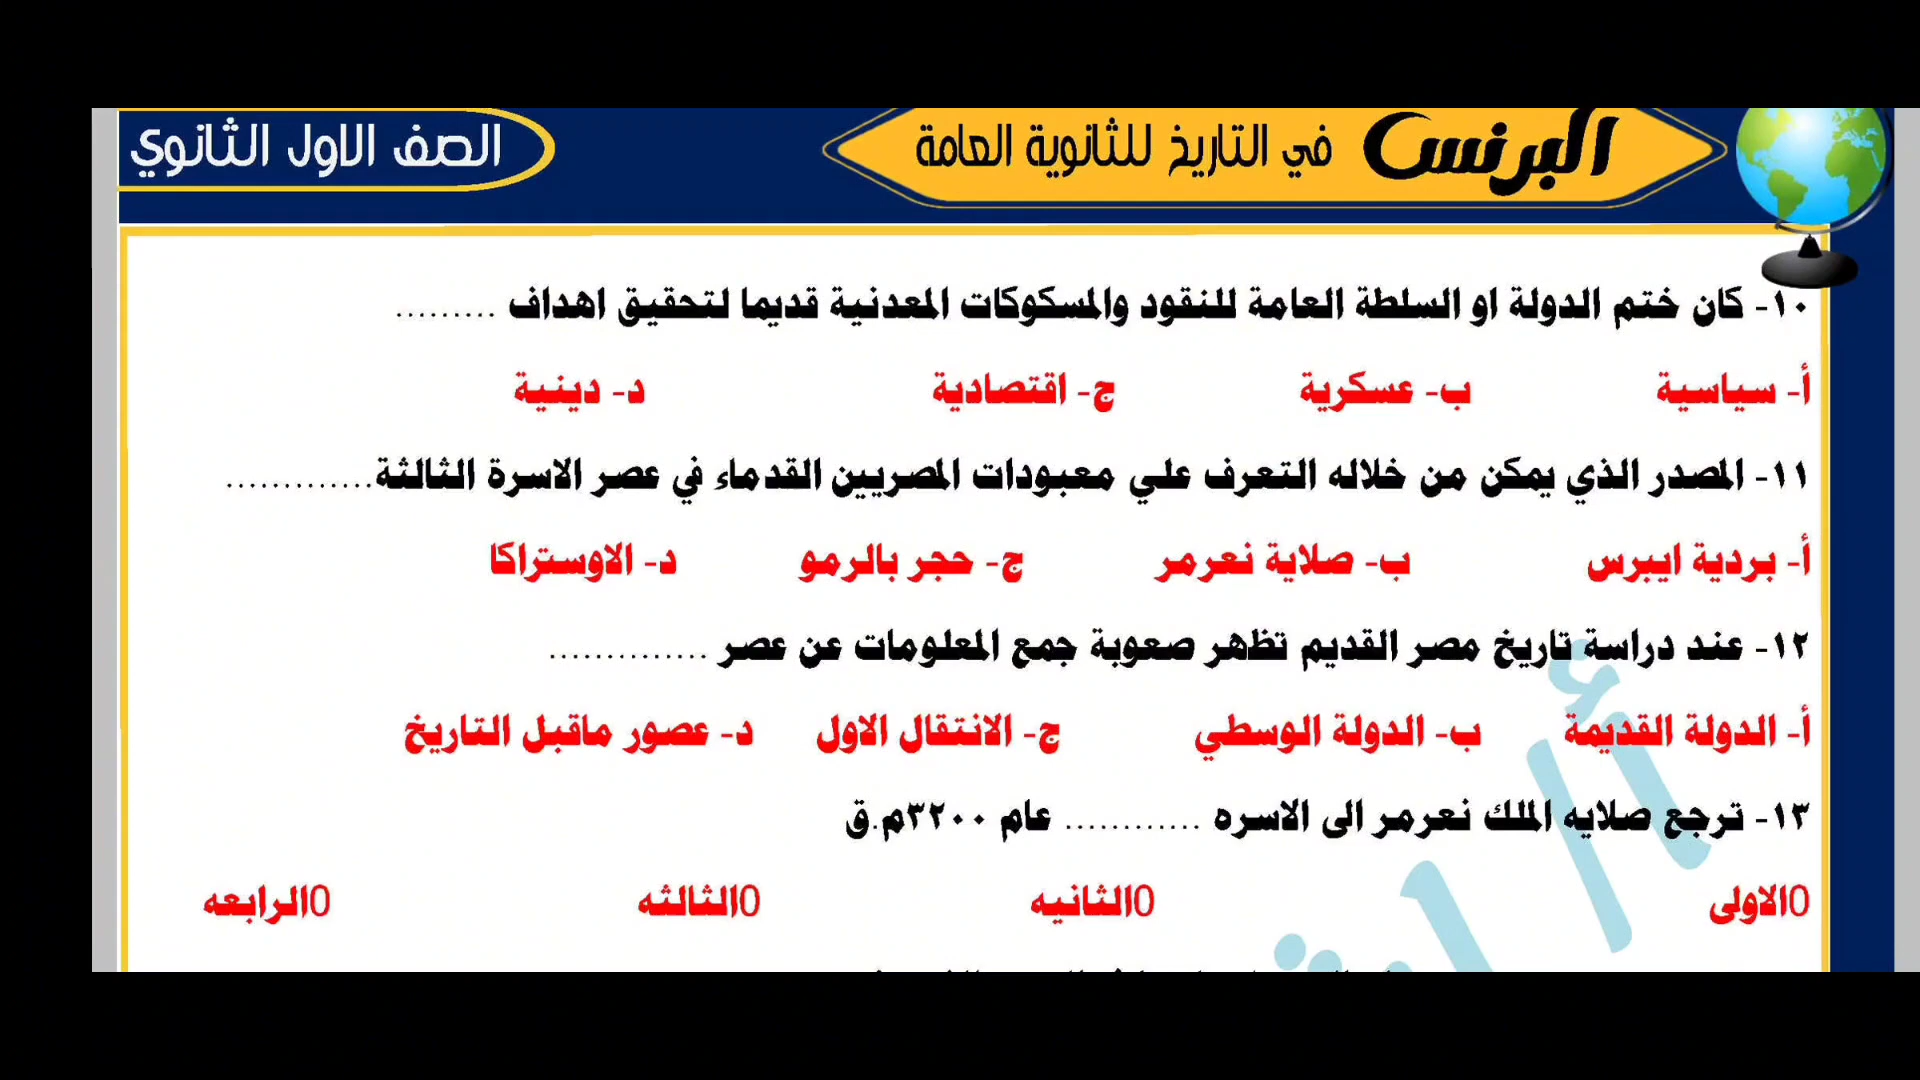 البرنس في التاريخ للثانوية العامة
الصف الاول الثانوي
١٠- كان ختم الدولة او السلطة العامة للنقود والمسكوكات المعدنية قديما لتحقيق اهداف .........
أ- سياسية ب- عسكرية ج- اقتصادية د- دينية
١١- المصدر الذي يمكن من خلاله التعرف علي معبودات المصريين القدماء في عصر الاسرة الثالثة.............
أ- بردية ايبرس ب- صلاية نعرمر ج- حجر بالرمو د- الاوستراكا
١٢- عند دراسة تاريخ مصر القديم تظهر صعوبة جمع المعلومات عن عصر ..............
أ- الدولة القديمة ب- الدولة الوسطي ج- الانتقال الاول د- عصور ماقبل التاريخ
١٣- ترجع صلايه الملك نعرمر الى الاسره ............ عام ٣٢٠٠م.ق
0الاولى 0الثانيه 0الثالثه 0الرابعه